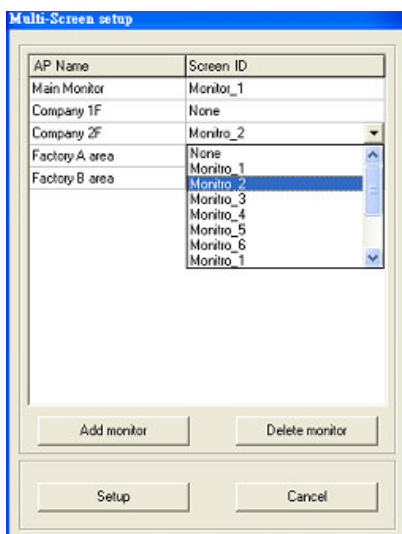 Multi-Screen setup
AP Name Screen ID
Main Monitor Monitor_1
Company 1F None
Company 2F Monitro_2
Factory A area None
Monitro_1
Factory B area Monitro_2
Monitro_3
Monitro_4
Monitro_5
Monitro_6
Monitro_1
Add monitor Delete monitor
Setup Cancel